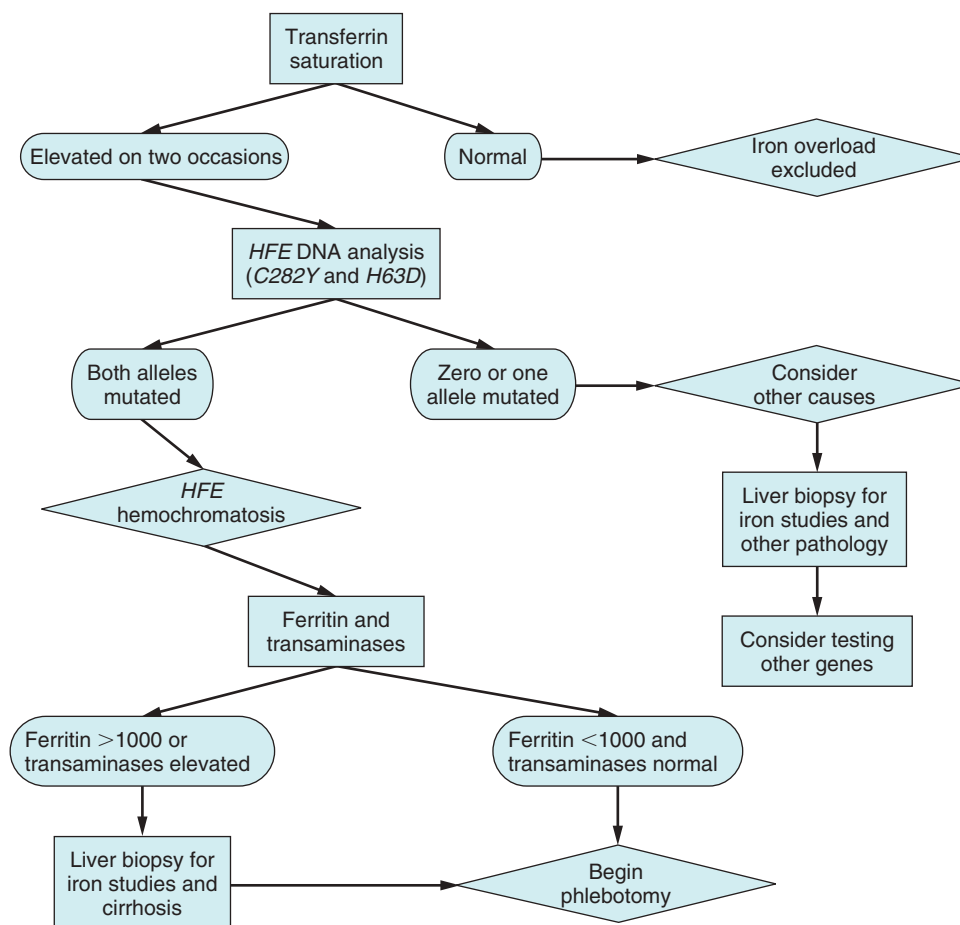 Transferrin
saturation
Elevated on two occasions
Normal
Iron overload
excluded
HFE DNA analysis
(C282Y and H63D)
Both alleles
mutated
Zero or one
allele mutated
Consider
other causes
HFE
hemochromatosis
Liver biopsy for
iron studies and
other pathology
Ferritin and
transaminases
Consider testing
other genes
Ferritin >1000 or
transaminases elevated
Ferritin <1000 and
transaminases normal
Liver biopsy for
iron studies and
cirrhosis
Begin
phlebotomy